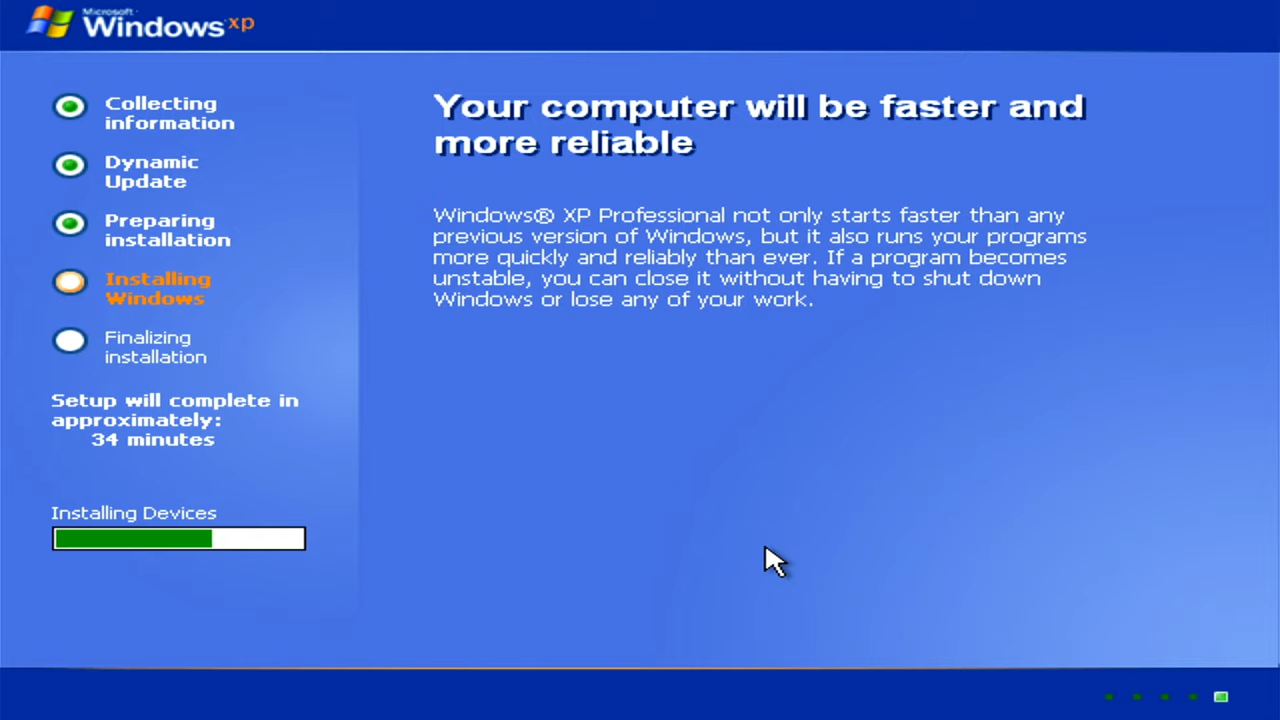 Microsoft
Windows xp
Collecting
information
Dynamic
Update
Preparing
installation
Installing
Windows
Finalizing
installation
Setup will complete in
approximately:
34 minutes
Installing Devices
Your computer will be faster and
more reliable
Windows® XP Professional not only starts faster than any
previous version of Windows, but it also runs your programs
more quickly and reliably than ever. If a program becomes
unstable, you can close it without having to shut down
Windows or lose any of your work.